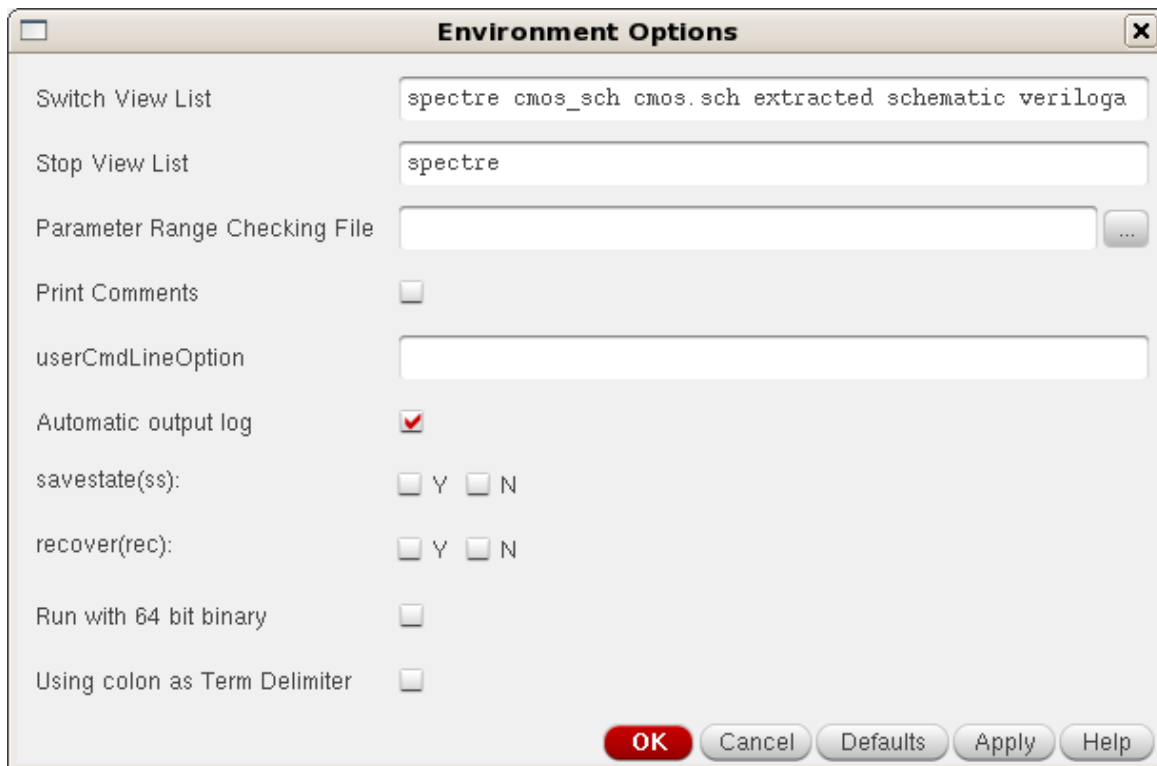 Environment Options
Switch View List spectre cmos_sch cmos.sch extracted schematic veriloga
Stop View List spectre
Parameter Range Checking File ...
Print Comments
userCmdLineOption
Automatic output log
savestate(ss): Y N
recover(rec): Y N
Run with 64 bit binary
Using colon as Term Delimiter
OK Cancel Defaults Apply Help